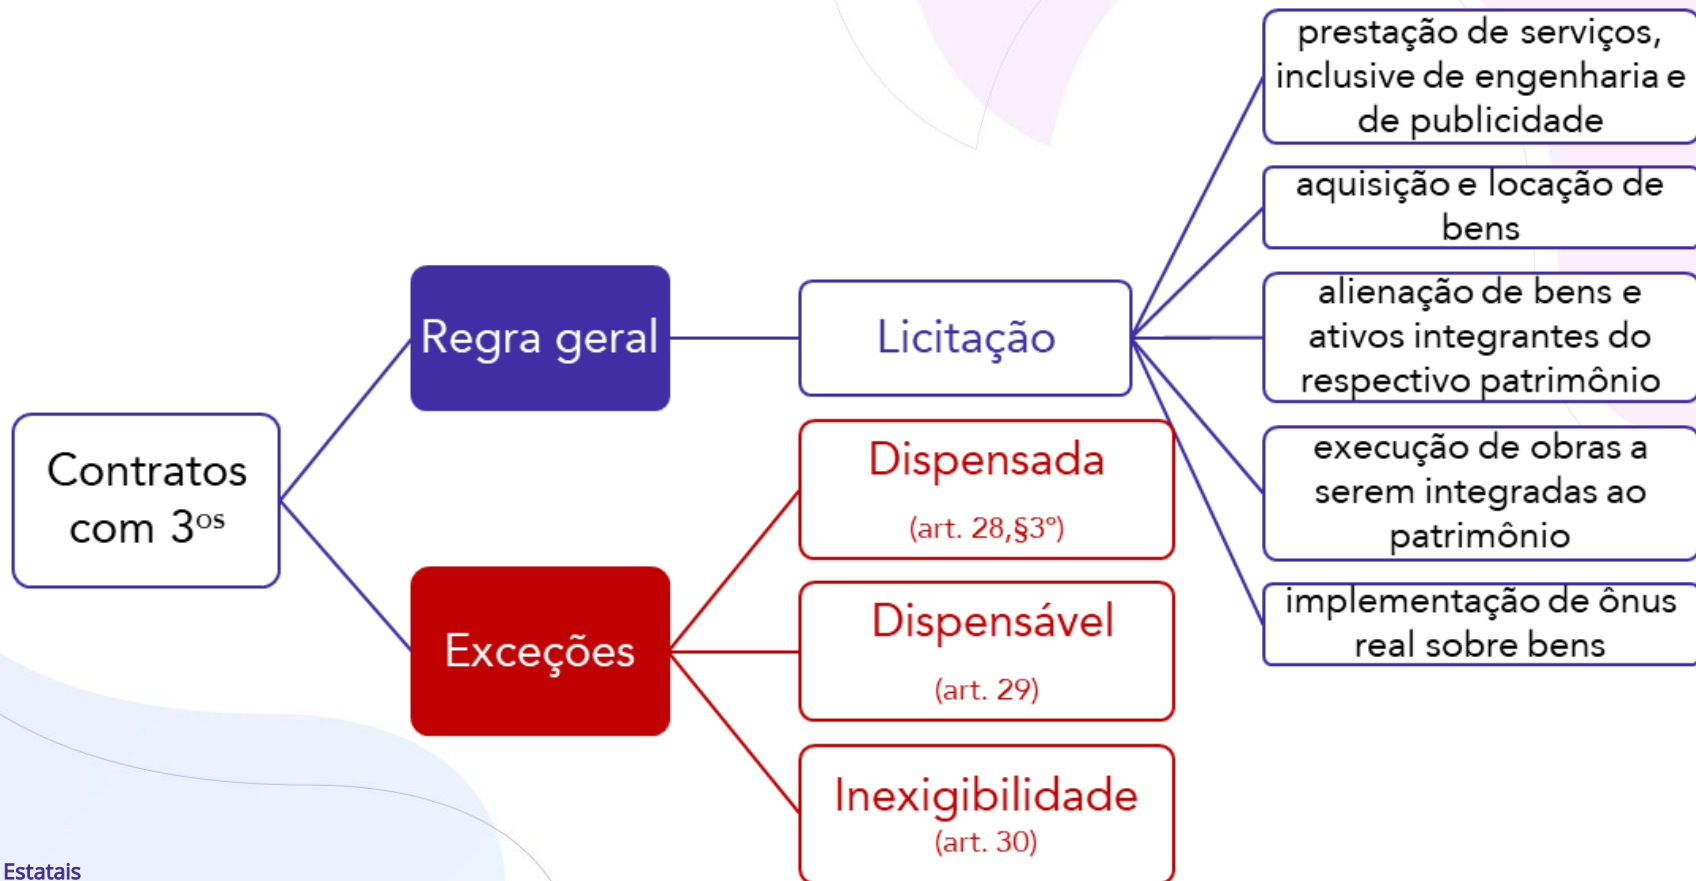 Contratos
com 3ᵒˢ
Regra geral
Licitação
prestação de serviços,
inclusive de engenharia e
de publicidade
aquisição e locação de
bens
alienação de bens e
ativos integrantes do
respectivo patrimônio
execução de obras a
serem integradas ao
patrimônio
implementação de ônus
real sobre bens
Exceções
Dispensada
(art. 28,§3º)
Dispensável
(art. 29)
Inexigibilidade
(art. 30)
Estatais